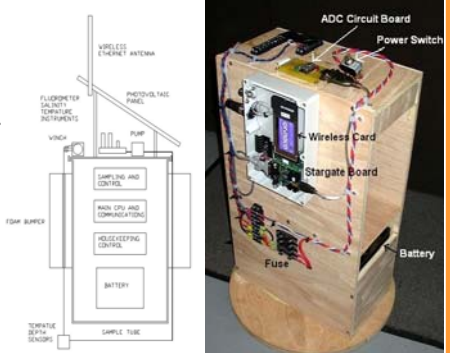 WIRELESS
ETHERNET ANTENNA
PHOTOVOLTAIC
PANEL
FLUOROMETER
SALINITY
TEMPATURE
INSTRUMENTS
WINCH
PUMP
SAMPLING AND
CONTROL
MAIN CPU AND
COMMUNICATIONS
HOUSEKEEPING
CONTROL
BATTERY
FOAM BUMPER
SAMPLE TUBE
TEMPATUE
DEPTH
SENSORS
ADC Circuit Board
Power Switch
Wireless Card
Stargate Board
Battery
Fuse